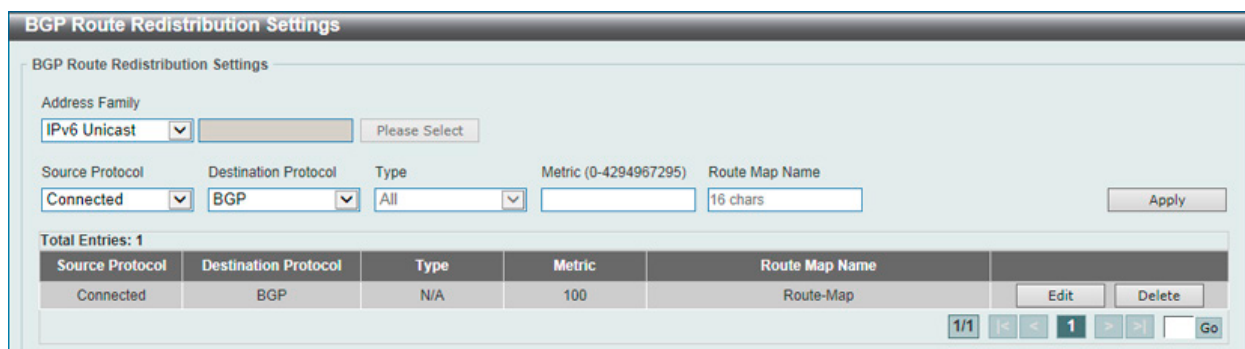 BGP Route Redistribution Settings
BGP Route Redistribution Settings
Address Family
IPv6 Unicast Please Select
Source Protocol Destination Protocol Type Metric (0-4294967295) Route Map Name
Connected BGP All 16 chars Apply
Total Entries: 1
Source Protocol Destination Protocol Type Metric Route Map Name
Connected BGP N/A 100 Route-Map Edit Delete
1/1 |< < 1 > >| Go